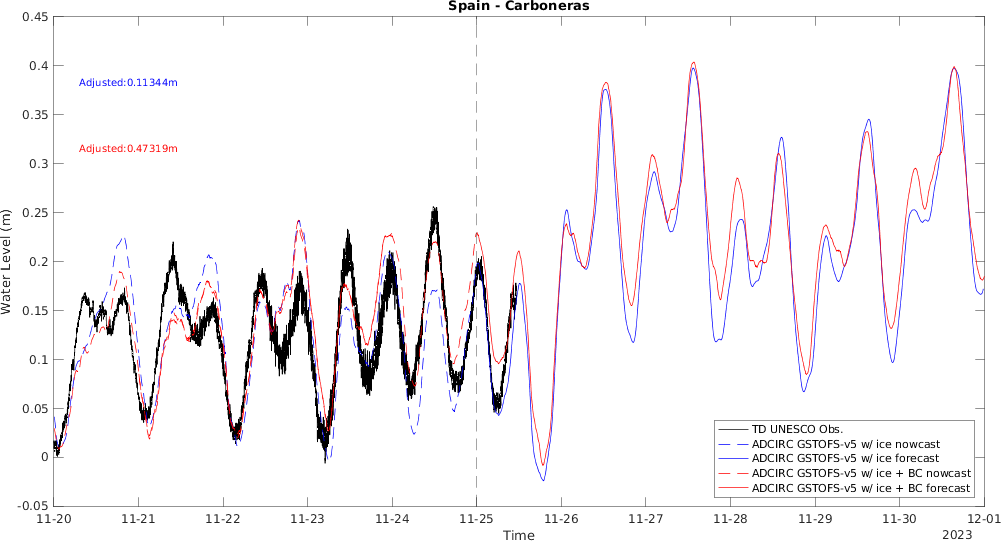 Spain - Carboneras
0.45
0.4
0.35
0.3
0.25
0.2
0.15
0.1
0.05
0
-0.05
Water Level (m)
Adjusted:0.11344m
Adjusted:0.47319m
TD UNESCO Obs.
ADCIRC GSTOFS-v5 w/ ice nowcast
ADCIRC GSTOFS-v5 w/ ice forecast
ADCIRC GSTOFS-v5 w/ ice + BC nowcast
ADCIRC GSTOFS-v5 w/ ice + BC forecast
11-20 11-21 11-22 11-23 11-24 11-25 11-26 11-27 11-28 11-29 11-30 12-01
Time
2023